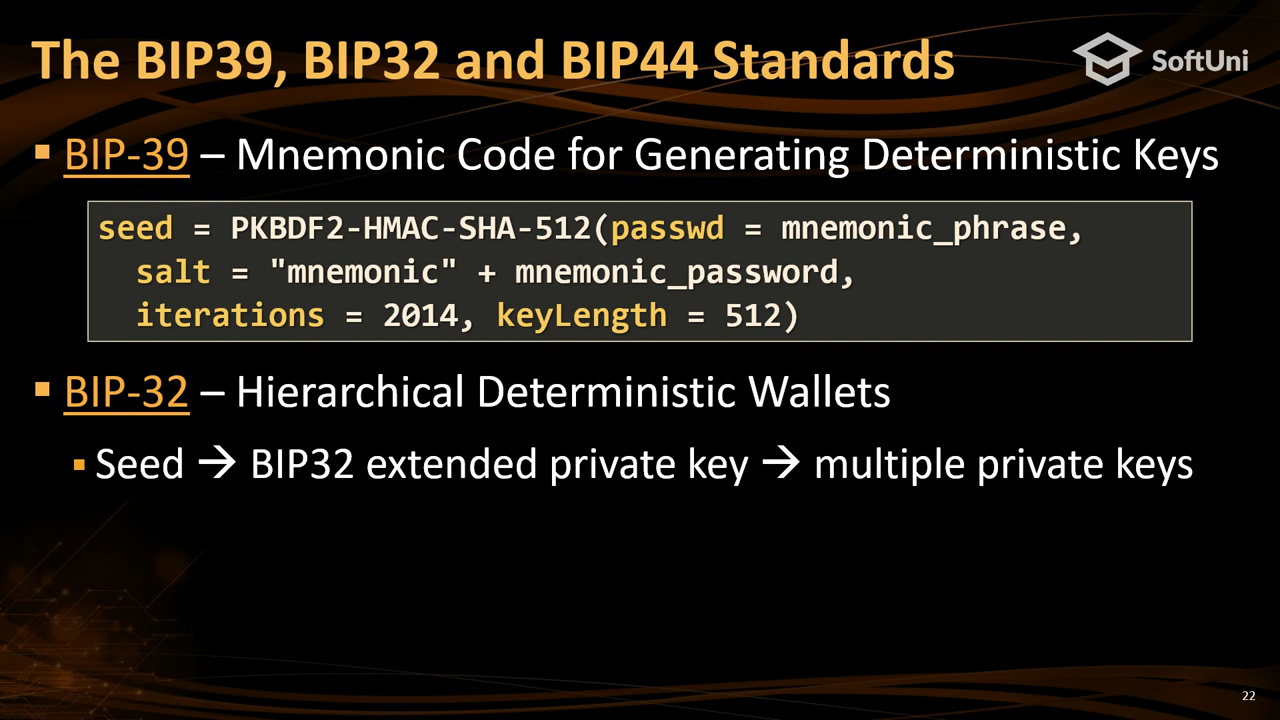 The BIP39, BIP32 and BIP44 Standards
SoftUni
▪ BIP-39 – Mnemonic Code for Generating Deterministic Keys
seed = PKBDF2-HMAC-SHA-512(passwd = mnemonic_phrase,
salt = "mnemonic" + mnemonic_password,
iterations = 2014, keyLength = 512)
▪ BIP-32 – Hierarchical Deterministic Wallets
▪ Seed → BIP32 extended private key → multiple private keys
22